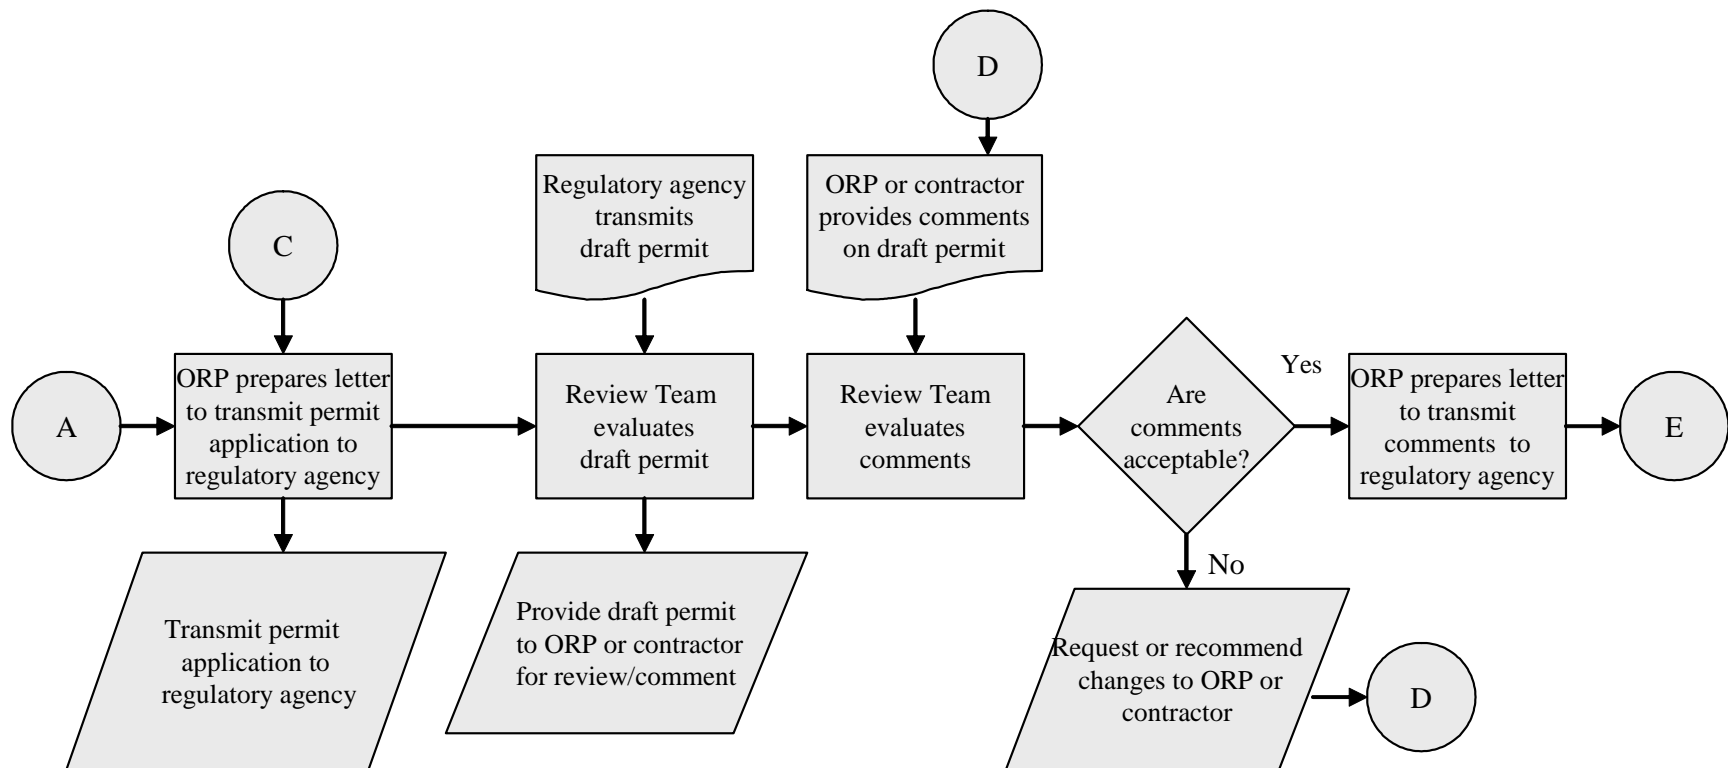 D
Regulatory agency
transmits
draft permit
ORP or contractor
provides comments
on draft permit
C
A
ORP prepares letter
to transmit permit
application to
regulatory agency
Review Team
evaluates
draft permit
Review Team
evaluates
comments
Are
comments
acceptable?
Yes
ORP prepares letter
to transmit
comments to
regulatory agency
E
No
Transmit permit
application to
regulatory agency
Provide draft permit
to ORP or contractor
for review/comment
Request or recommend
changes to ORP or
contractor
D